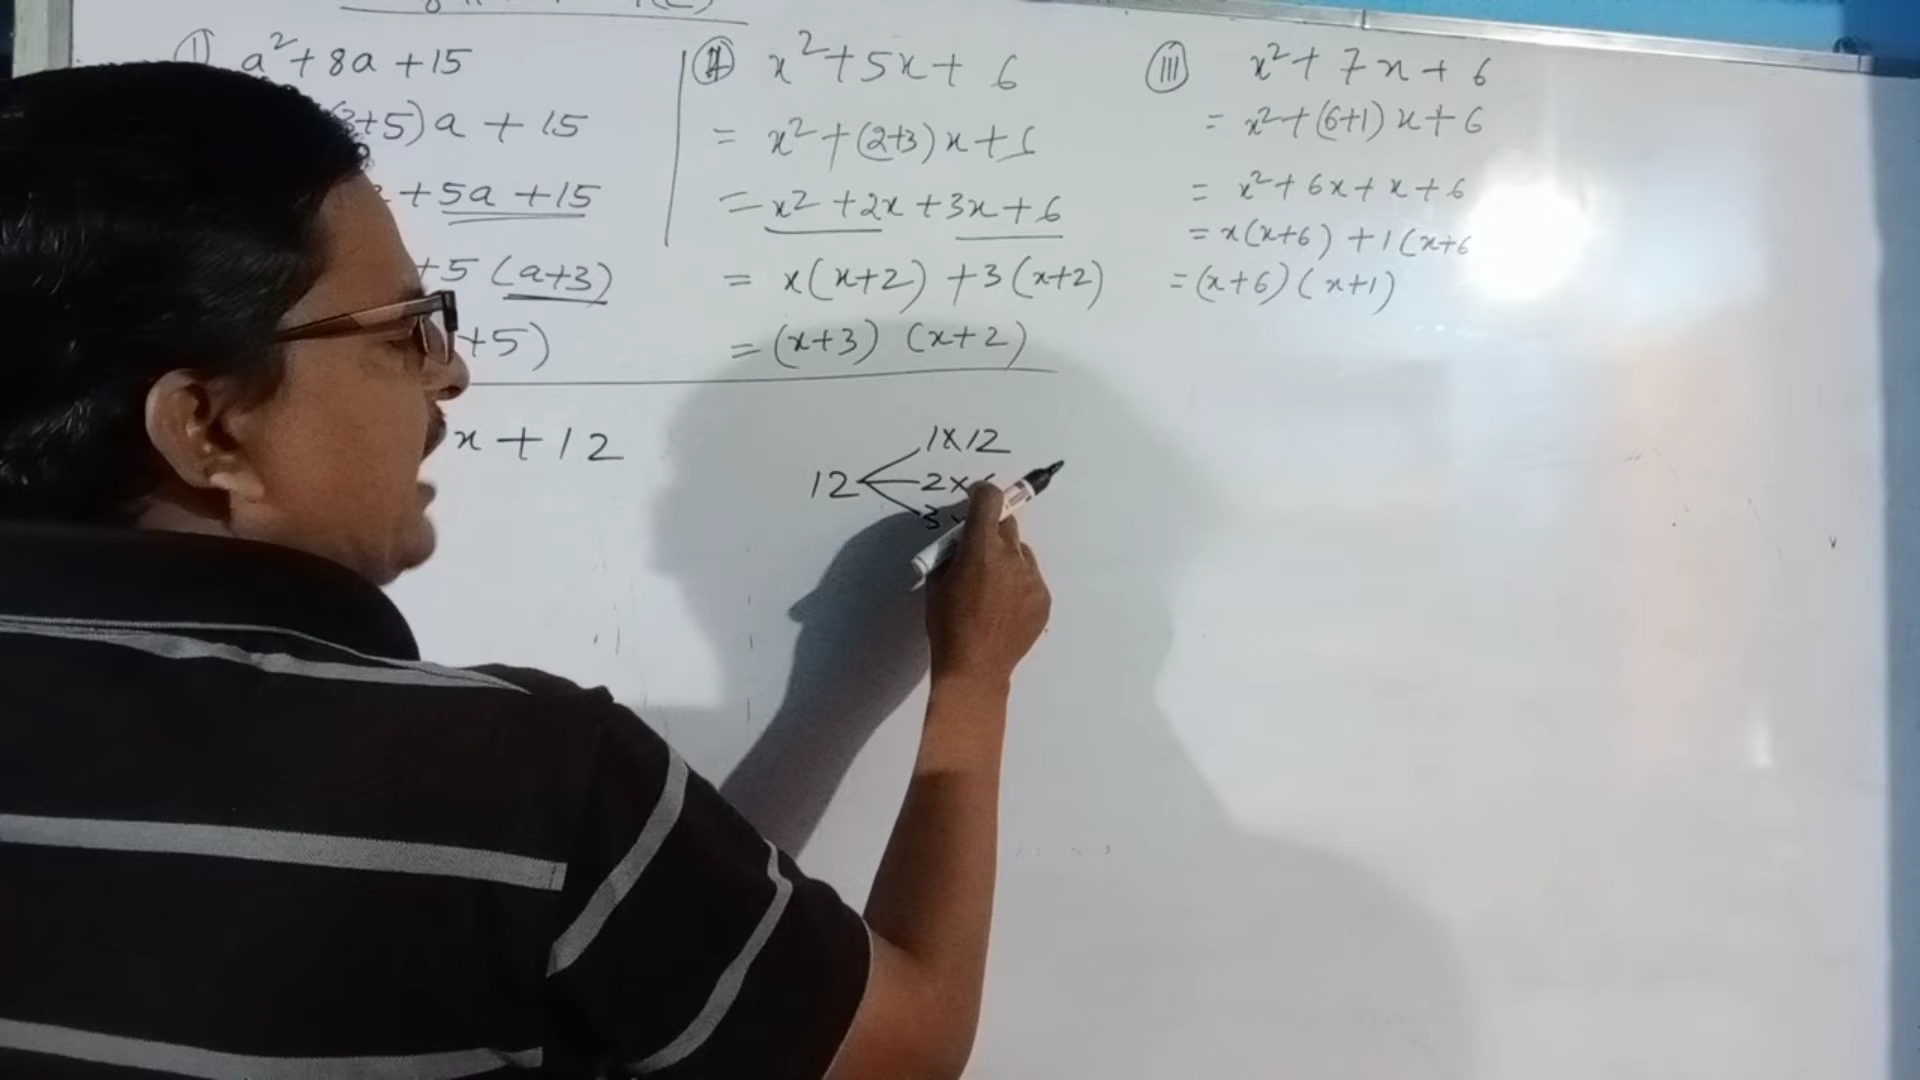 I a² + 8a + 15
3+5)a + 15
+ 5a + 15
+5 (a+3)
+5)
II x² + 5x + 6
= x² + (2+3) x + 6
= x² + 2x + 3x + 6
= x(x+2) + 3(x+2)
= (x+3) (x+2)
III x² + 7x + 6
= x² + (6+1) x + 6
= x² + 6x + x + 6
= x(x+6) + 1(x+6
= (x+6) (x+1)
x + 12
1×12
12 2×
3